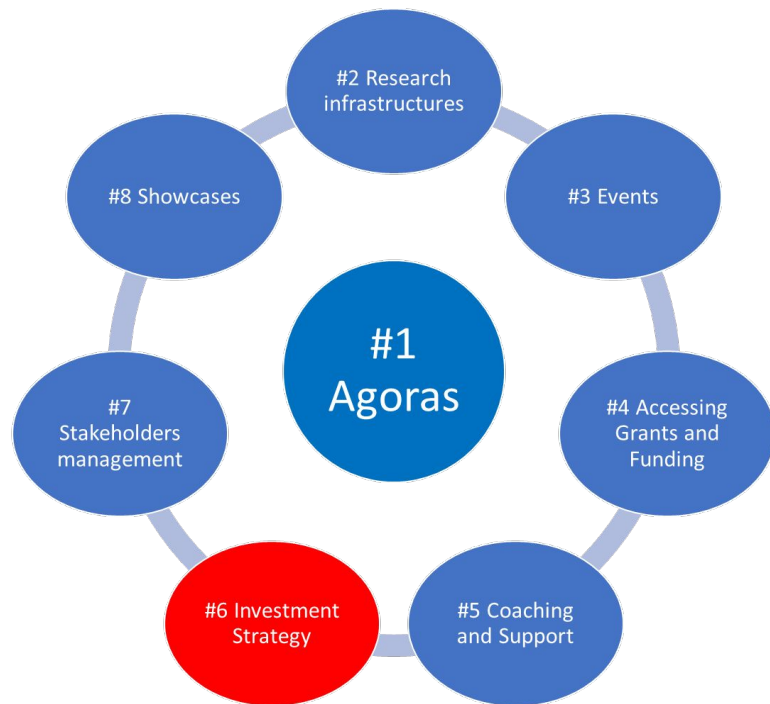 #2 Research
infrastructures
#3 Events
#4 Accessing
Grants and
Funding
#5 Coaching
and Support
#6 Investment
Strategy
#7
Stakeholders
management
#8 Showcases
#1
Agoras